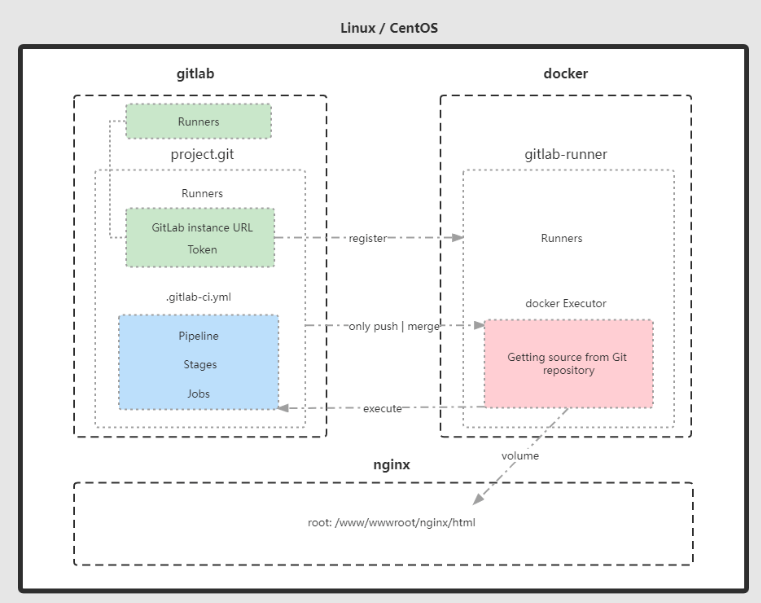 Linux / CentOS
gitlab
docker
Runners
project.git
gitlab-runner
Runners
GitLab instance URL
Token
register
Runners
.gitlab-ci.yml
docker Executor
only push | merge
Pipeline
Stages
Jobs
Getting source from Git
repository
execute
volume
nginx
root: /www/wwwroot/nginx/html